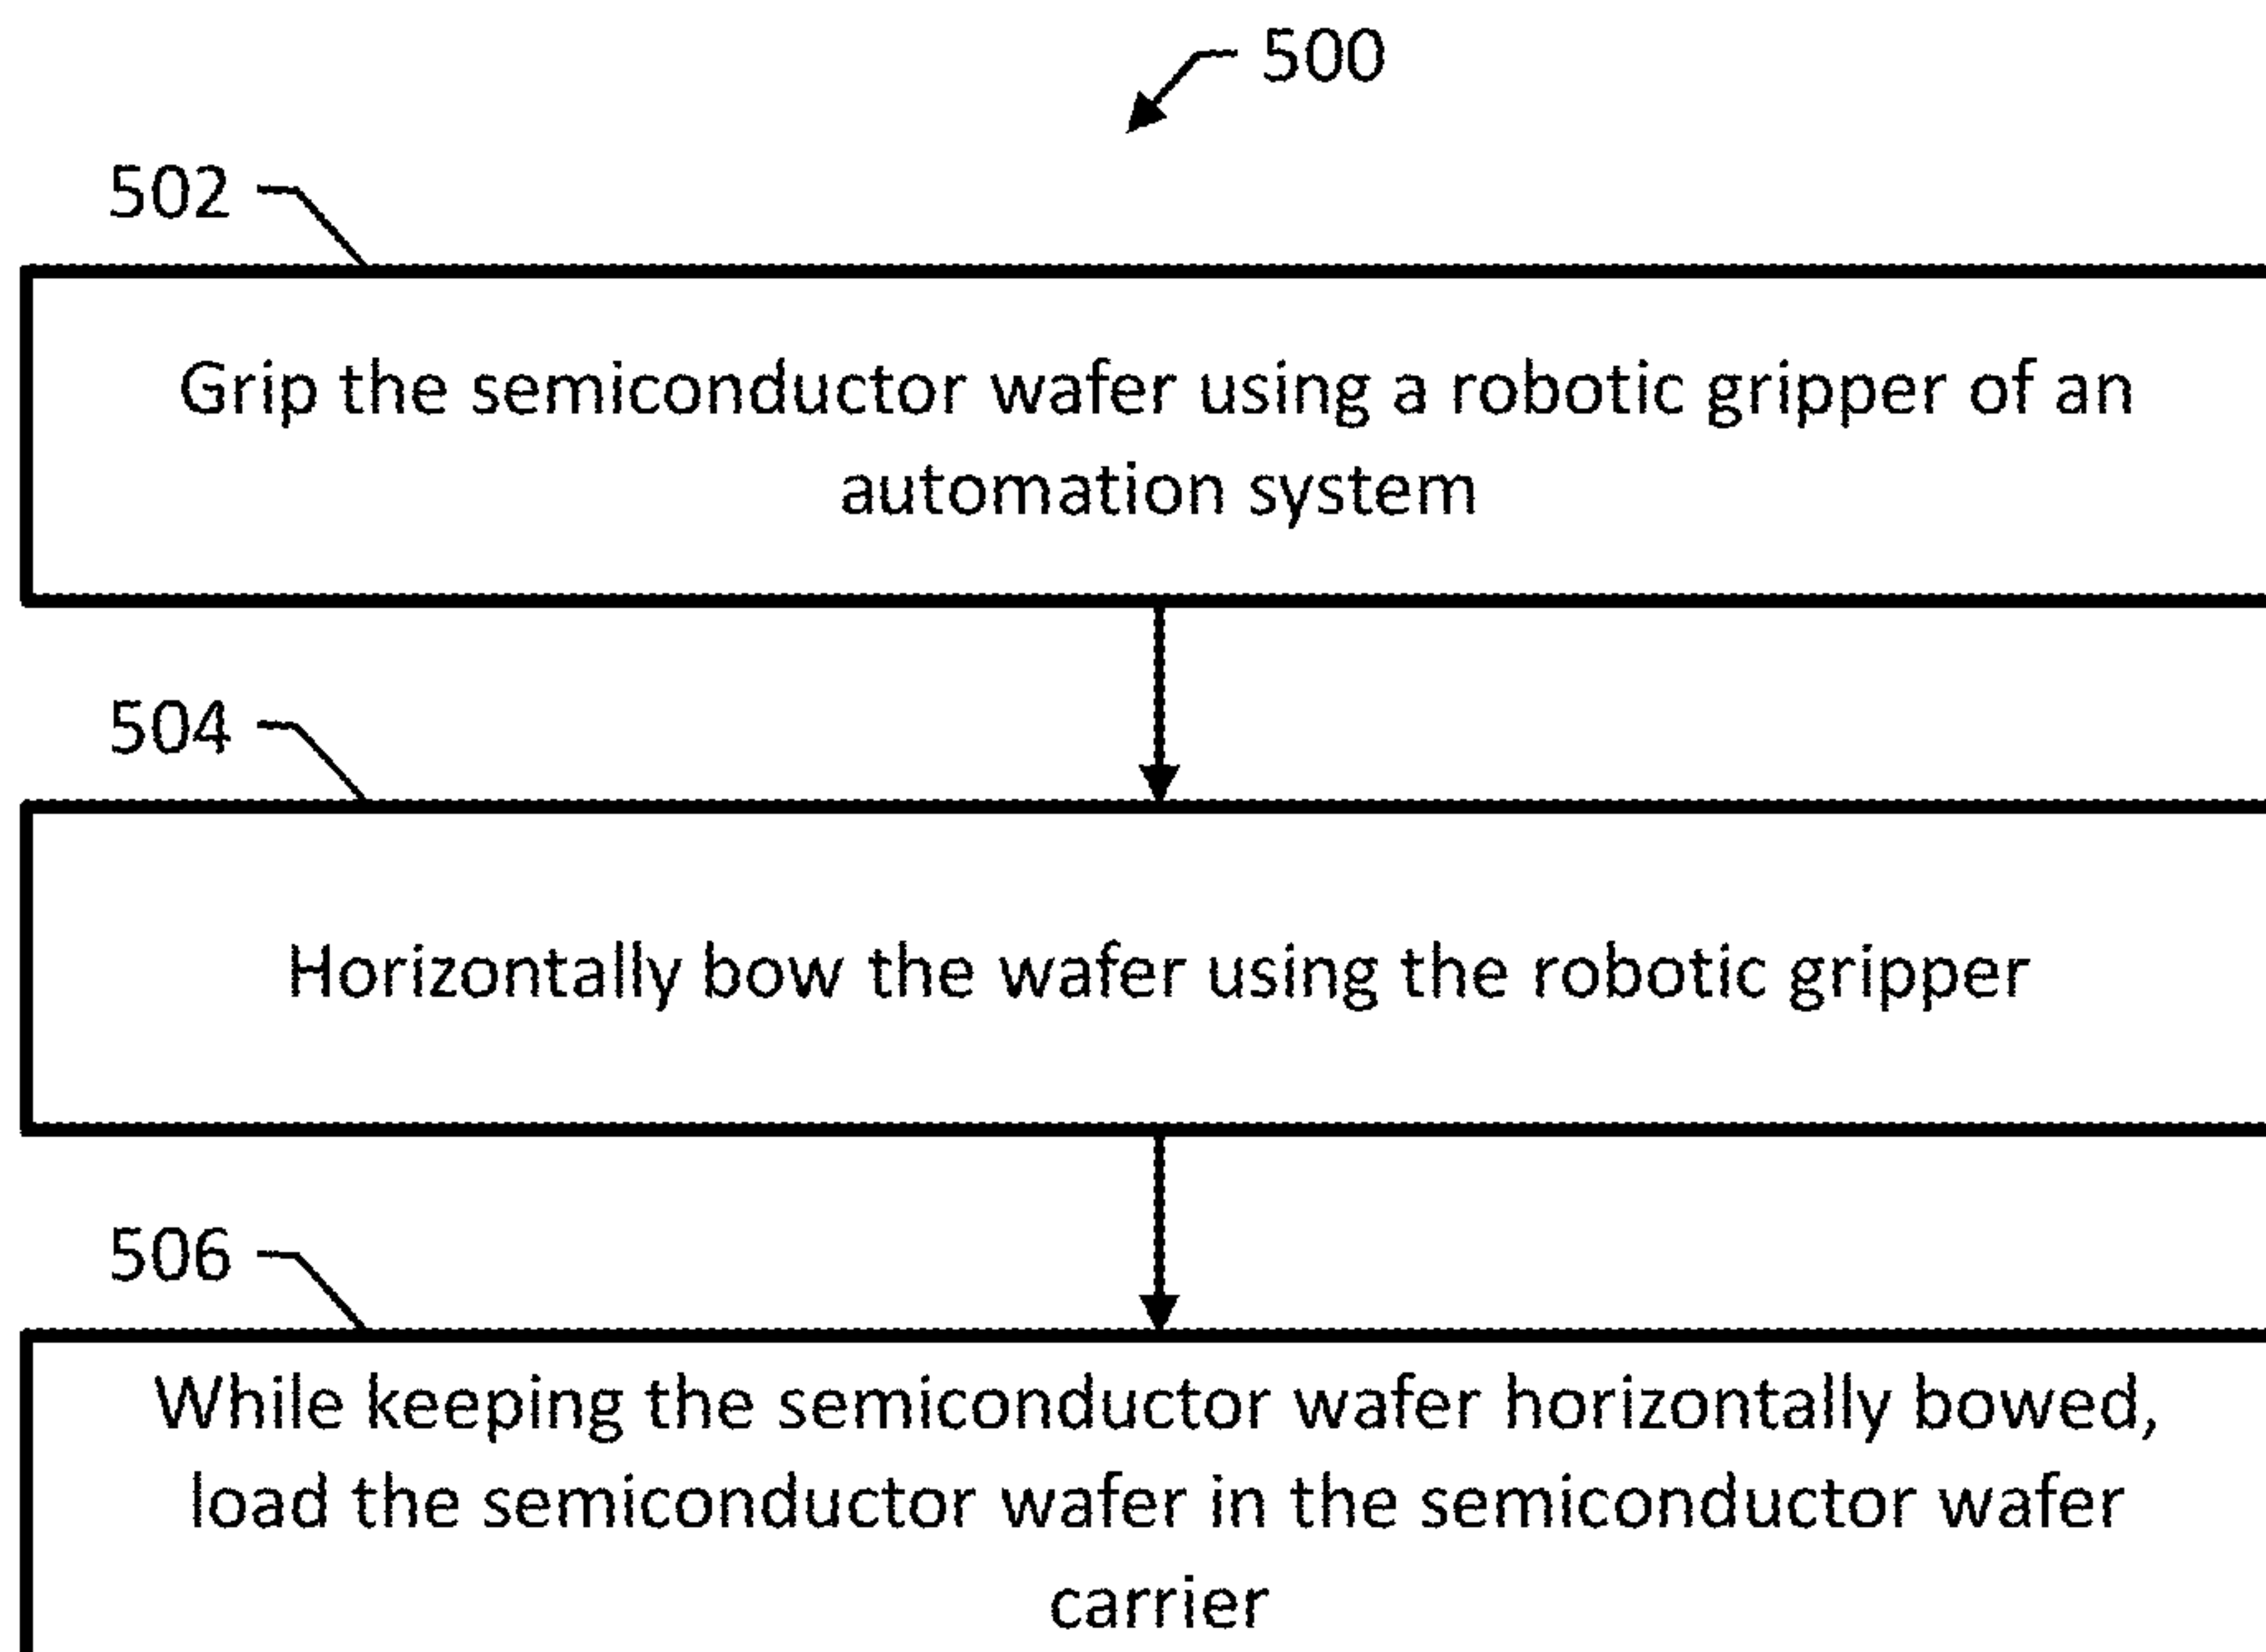 500
502
Grip the semiconductor wafer using a robotic gripper of an
automation system
504
Horizontally bow the wafer using the robotic gripper
506
While keeping the semiconductor wafer horizontally bowed,
load the semiconductor wafer in the semiconductor wafer
carrier